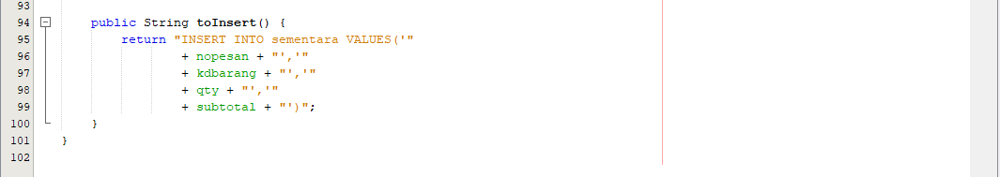 93
94 public String toInsert() {
95 return "INSERT INTO sementara VALUES('"
96 + nopesan + "','"
97 + kdbarang + "','"
98 + qty + "','"
99 + subtotal + "')";
100 }
101 }
102